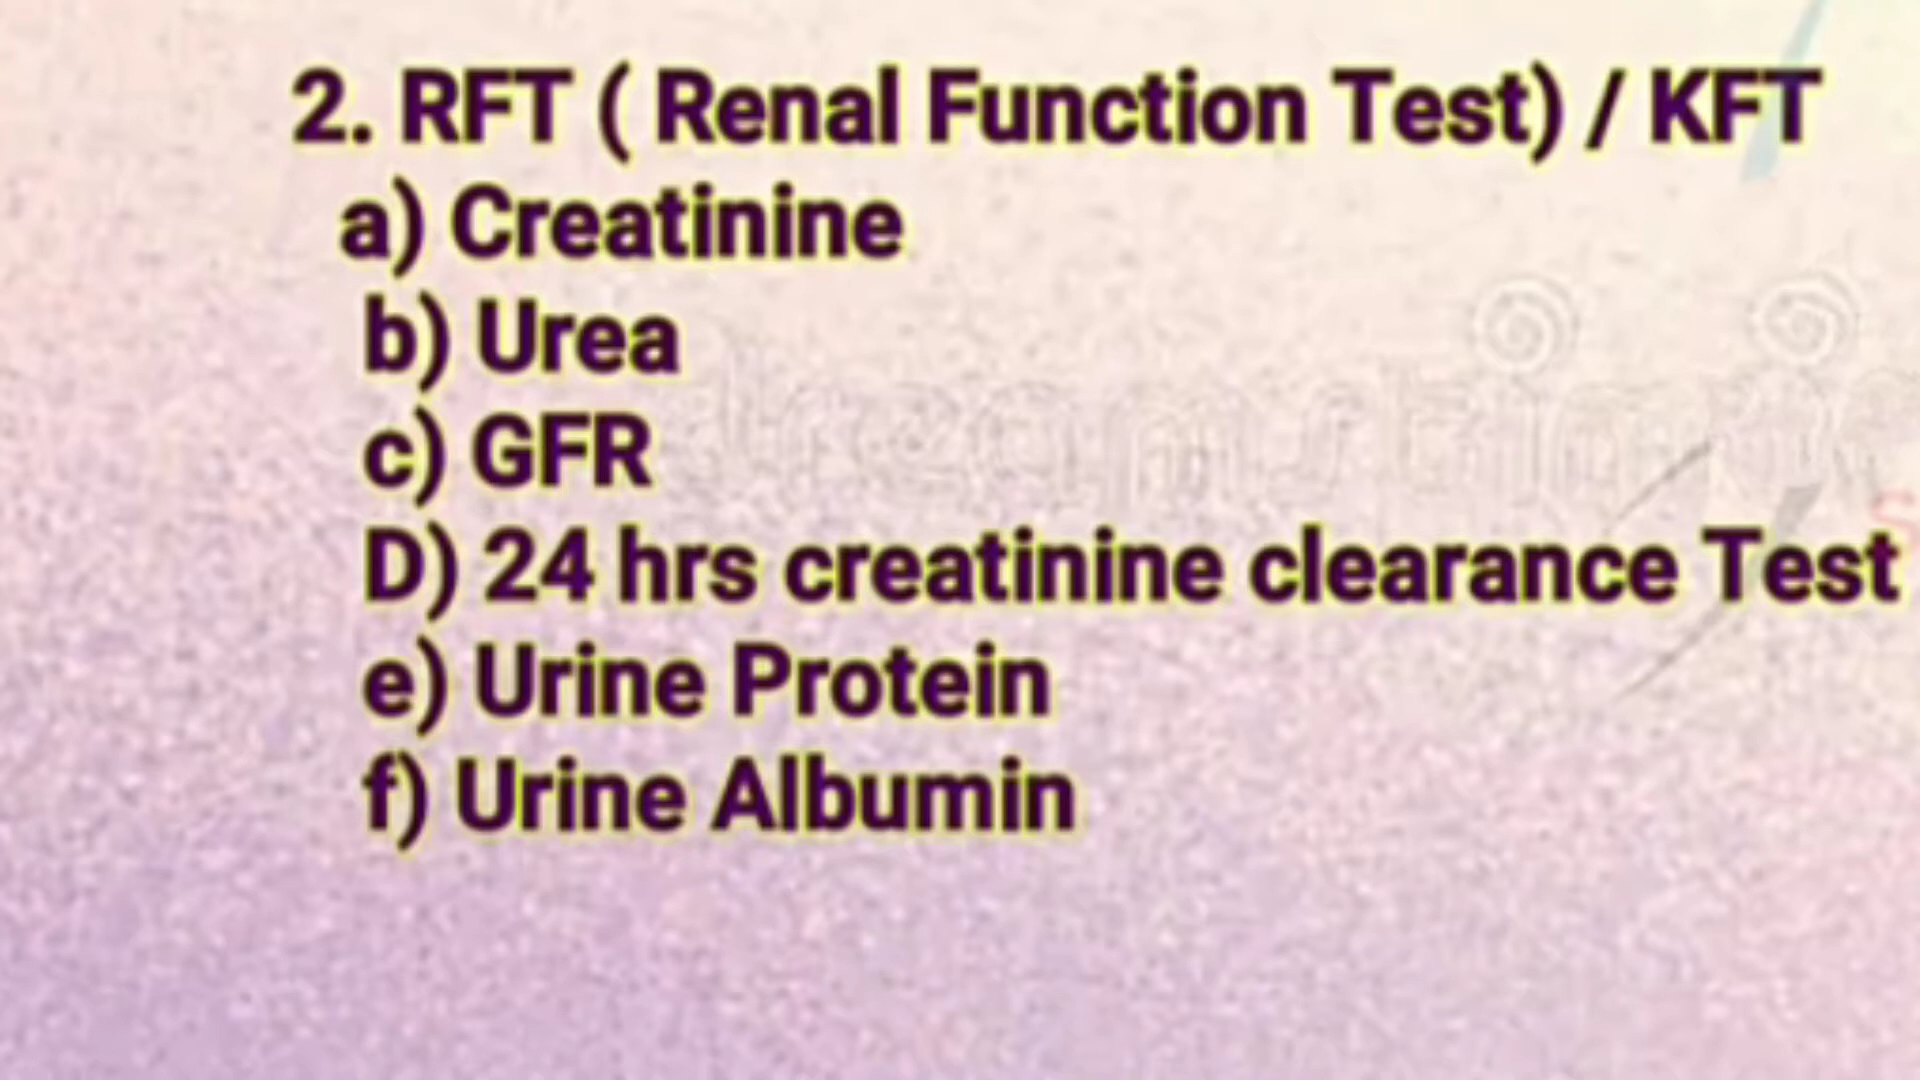 2. RFT ( Renal Function Test) / KFT
a) Creatinine
b) Urea
c) GFR
D) 24 hrs creatinine clearance Test
e) Urine Protein
f) Urine Albumin